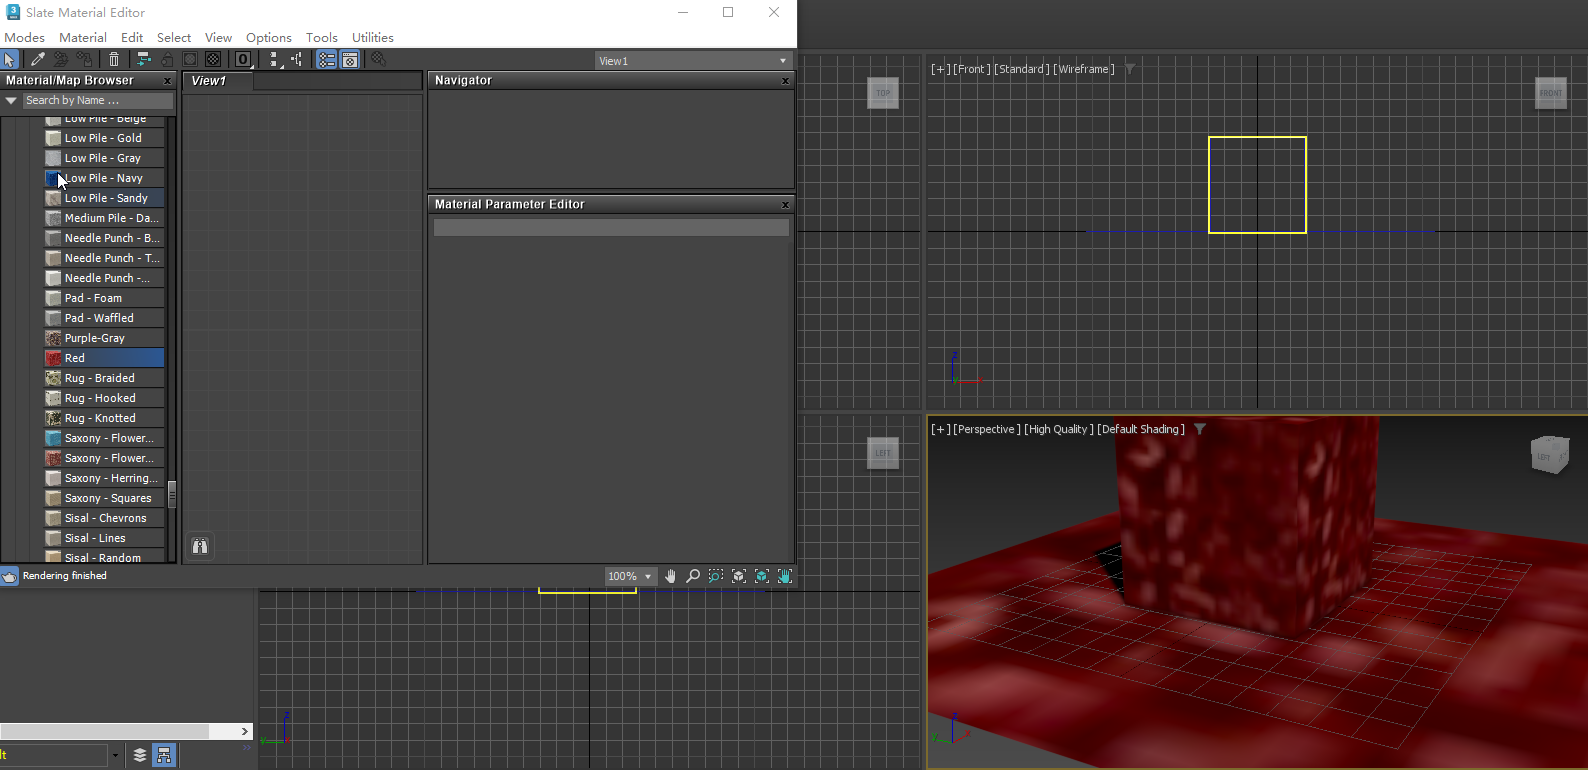 Slate Material Editor
Modes Material Edit Select View Options Tools Utilities
View1
Material/Map Browser
Search by Name ...
Low Pile - Beige
Low Pile - Gold
Low Pile - Gray
Low Pile - Navy
Low Pile - Sandy
Medium Pile - Da...
Needle Punch - B...
Needle Punch - T...
Needle Punch -...
Pad - Foam
Pad - Waffled
Purple-Gray
Red
Rug - Braided
Rug - Hooked
Rug - Knotted
Saxony - Flower...
Saxony - Flower...
Saxony - Herring...
Saxony - Squares
Sisal - Chevrons
Sisal - Lines
Sisal - Random
View1
Navigator
Material Parameter Editor
Rendering finished
100%
TOP
[+] [Front ] [Standard ] [Wireframe ]
FRONT
z
LEFT
z
y
[+] [Perspective ] [High Quality ] [Default Shading ]
LEFT
z
y
lt